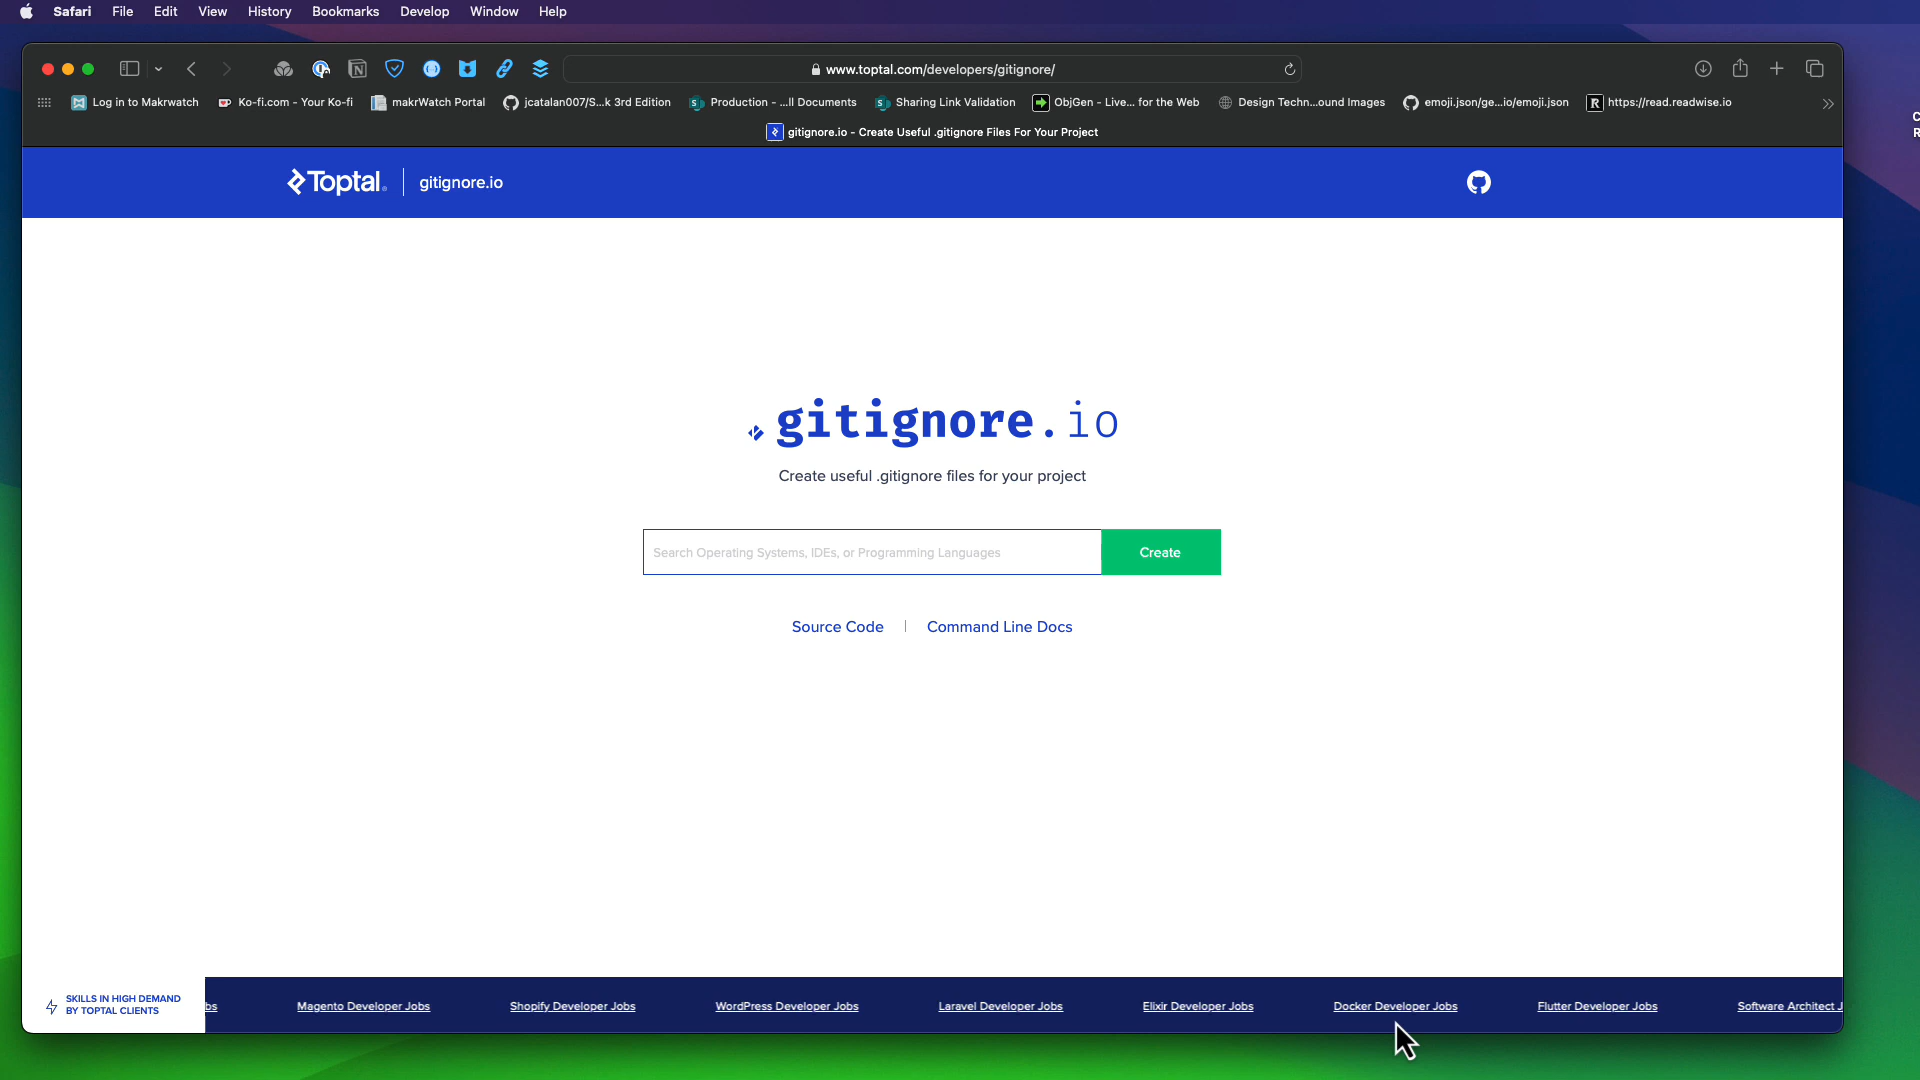 Safari File Edit View History Bookmarks Develop Window Help
www.toptal.com/developers/gitignore/
Log in to Makrwatch Ko-fi.com - Your Ko-fi makrWatch Portal jcatalan007/S...k 3rd Edition Production - ...ll Documents Sharing Link Validation ObjGen - Live... for the Web Design Techn...ound Images emoji.json/ge...io/emoji.json https://read.readwise.io
gitignore.io - Create Useful .gitignore Files For Your Project
Toptal gitignore.io
.gitignore.io
Create useful .gitignore files for your project
Search Operating Systems, IDEs, or Programming Languages Create
Source Code | Command Line Docs
SKILLS IN HIGH DEMAND
BY TOPTAL CLIENTS
bs Magento Developer Jobs Shopify Developer Jobs WordPress Developer Jobs Laravel Developer Jobs Elixir Developer Jobs Docker Developer Jobs Flutter Developer Jobs Software Architect J
C
R